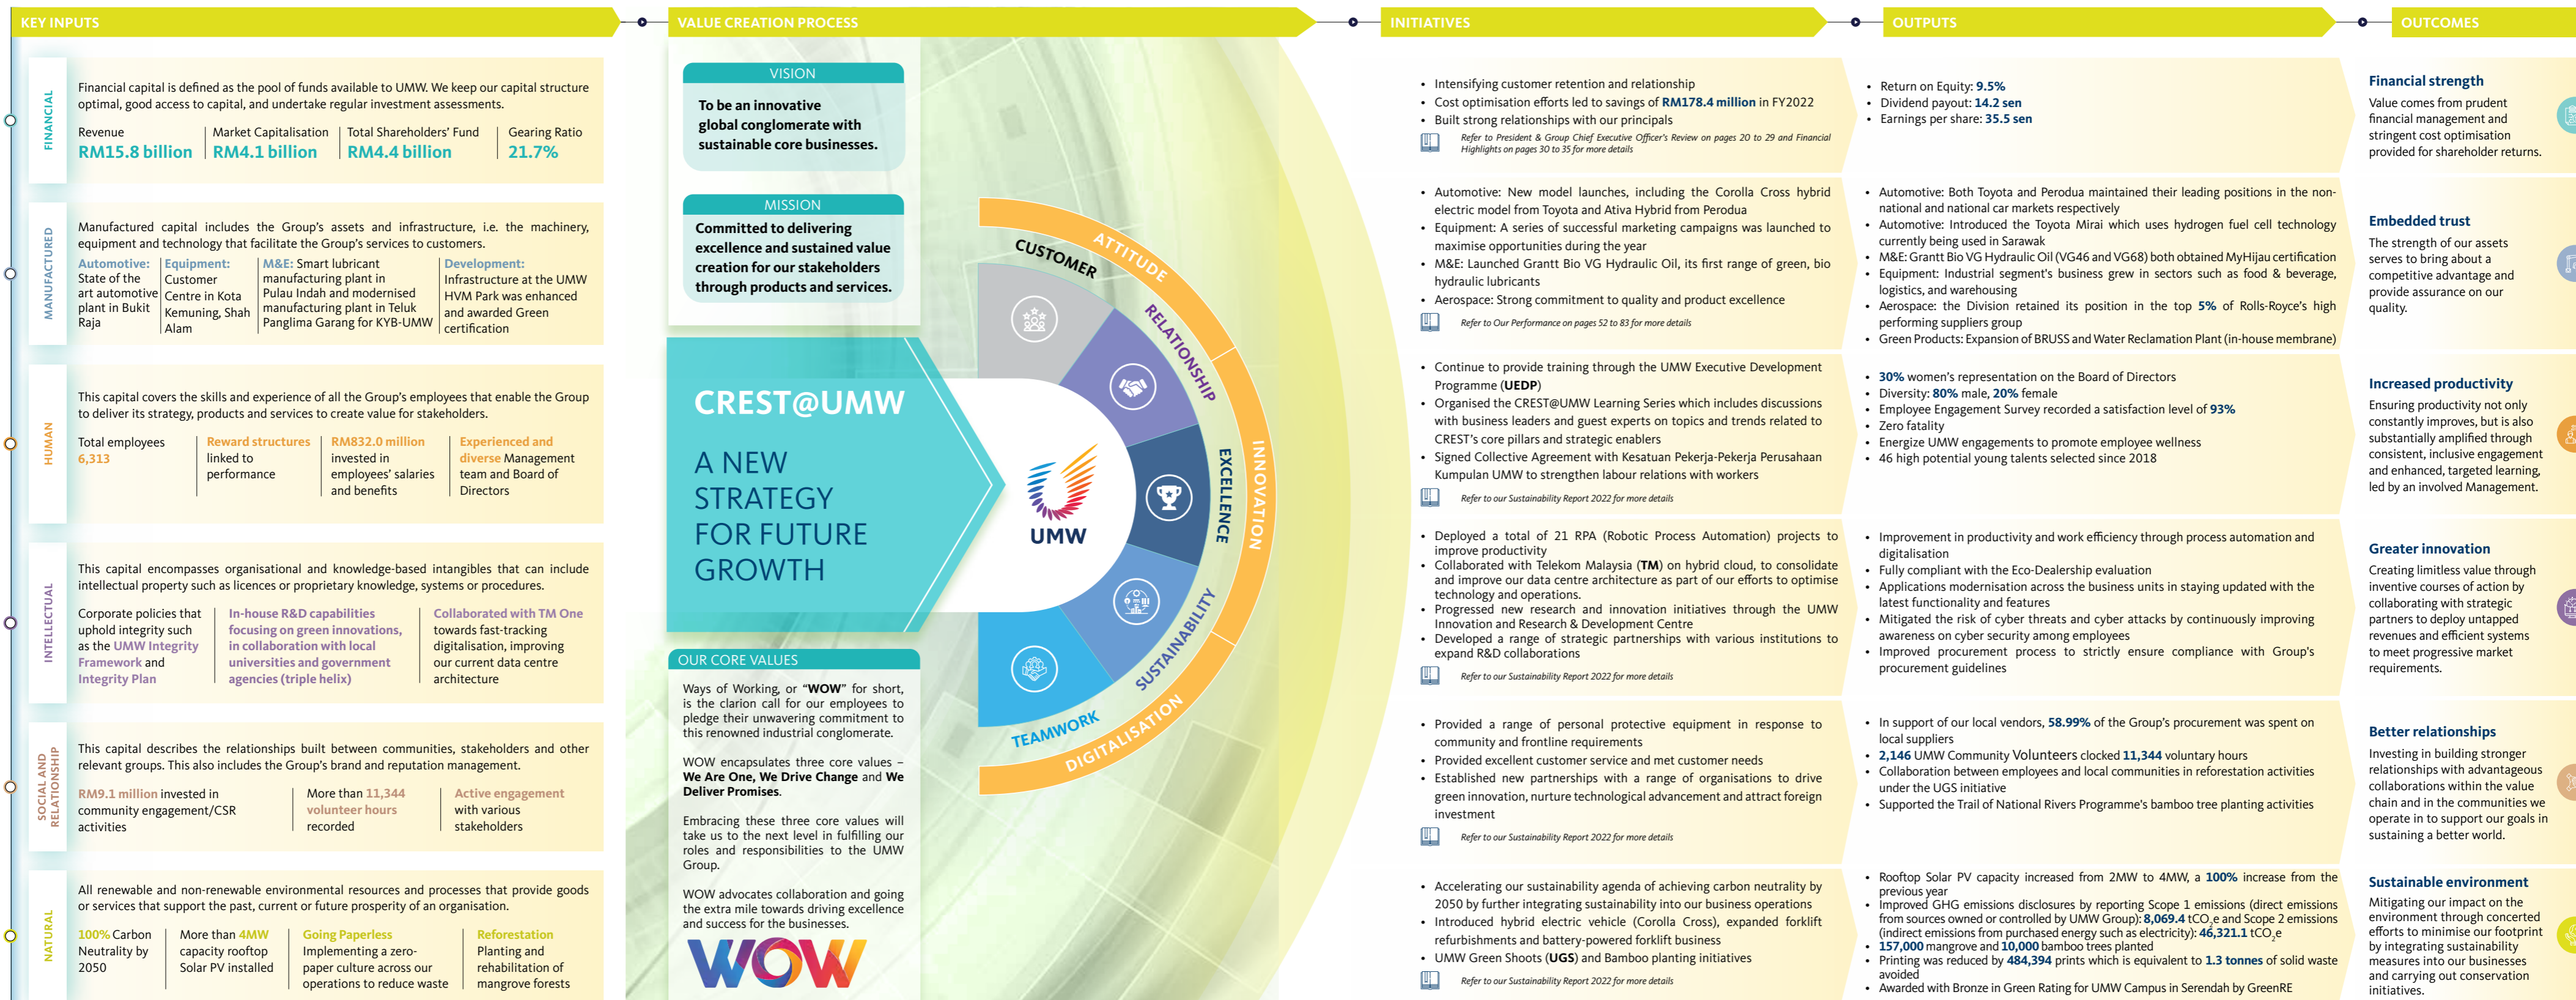 KEY INPUTS
FINANCIAL
Financial capital is defined as the pool of funds available to UMW. We keep our capital structure
optimal, good access to capital, and undertake regular investment assessments.
Revenue
RM15.8 billion
Market Capitalisation
RM4.1 billion
Total Shareholders' Fund
RM4.4 billion
Gearing Ratio
21.7%
MANUFACTURED
Manufactured capital includes the Group's assets and infrastructure, i.e. the machinery,
equipment and technology that facilitate the Group's services to customers.
Automotive:
State of the
art automotive
plant in Bukit
Raja
Equipment:
Customer
Centre in Kota
Kemuning, Shah
Alam
M&E: Smart lubricant
manufacturing plant in
Pulau Indah and modernised
manufacturing plant in Teluk
Panglima Garang for KYB-UMW
Development:
Infrastructure at the UMW
HVM Park was enhanced
and awarded Green
certification
HUMAN
This capital covers the skills and experience of all the Group's employees that enable the Group
to deliver its strategy, products and services to create value for stakeholders.
Total employees
6,313
Reward structures
linked to
performance
RM832.0 million
invested in
employees' salaries
and benefits
Experienced and
diverse Management
team and Board of
Directors
INTELLECTUAL
This capital encompasses organisational and knowledge-based intangibles that can include
intellectual property such as licences or proprietary knowledge, systems or procedures.
Corporate policies that
uphold integrity such
as the UMW Integrity
Framework and
Integrity Plan
In-house R&D capabilities
focusing on green innovations,
in collaboration with local
universities and government
agencies (triple helix)
Collaborated with TM One
towards fast-tracking
digitalisation, improving
our current data centre
architecture
SOCIAL AND
RELATIONSHIP
This capital describes the relationships built between communities, stakeholders and other
relevant groups. This also includes the Group's brand and reputation management.
RM9.1 million invested in
community engagement/CSR
activities
More than 11,344
volunteer hours
recorded
Active engagement
with various
stakeholders
NATURAL
All renewable and non-renewable environmental resources and processes that provide goods
or services that support the past, current or future prosperity of an organisation.
100% Carbon
Neutrality by
2050
More than 4MW
capacity rooftop
Solar PV installed
Going Paperless
Implementing a zero-
paper culture across our
operations to reduce waste
Reforestation
Planting and
rehabilitation of
mangrove forests
VALUE CREATION PROCESS
VISION
To be an innovative
global conglomerate with
sustainable core businesses.
MISSION
Committed to delivering
excellence and sustained value
creation for our stakeholders
through products and services.
CREST@UMW
A NEW
STRATEGY
FOR FUTURE
GROWTH
UMW
CUSTOMER
RELATIONSHIP
EXCELLENCE
SUSTAINABILITY
TEAMWORK
ATTITUDE
INNOVATION
DIGITALISATION
OUR CORE VALUES
Ways of Working, or “WOW” for short,
is the clarion call for our employees to
pledge their unwavering commitment to
this renowned industrial conglomerate.
WOW encapsulates three core values –
We Are One, We Drive Change and We
Deliver Promises.
Embracing these three core values will
take us to the next level in fulfilling our
roles and responsibilities to the UMW
Group.
WOW advocates collaboration and going
the extra mile towards driving excellence
and success for the businesses.
WOW
INITIATIVES
• Intensifying customer retention and relationship
• Cost optimisation efforts led to savings of RM178.4 million in FY2022
• Built strong relationships with our principals
Refer to President & Group Chief Executive Officer's Review on pages 20 to 29 and Financial
Highlights on pages 30 to 35 for more details
• Automotive: New model launches, including the Corolla Cross hybrid
electric model from Toyota and Ativa Hybrid from Perodua
• Equipment: A series of successful marketing campaigns was launched to
maximise opportunities during the year
• M&E: Launched Grantt Bio VG Hydraulic Oil, its first range of green, bio
hydraulic lubricants
• Aerospace: Strong commitment to quality and product excellence
Refer to Our Performance on pages 52 to 83 for more details
• Continue to provide training through the UMW Executive Development
Programme (UEDP)
• Organised the CREST@UMW Learning Series which includes discussions
with business leaders and guest experts on topics and trends related to
CREST's core pillars and strategic enablers
• Signed Collective Agreement with Kesatuan Pekerja-Pekerja Perusahaan
Kumpulan UMW to strengthen labour relations with workers
Refer to our Sustainability Report 2022 for more details
• Deployed a total of 21 RPA (Robotic Process Automation) projects to
improve productivity
• Collaborated with Telekom Malaysia (TM) on hybrid cloud, to consolidate
and improve our data centre architecture as part of our efforts to optimise
technology and operations.
• Progressed new research and innovation initiatives through the UMW
Innovation and Research & Development Centre
• Developed a range of strategic partnerships with various institutions to
expand R&D collaborations
Refer to our Sustainability Report 2022 for more details
• Provided a range of personal protective equipment in response to
community and frontline requirements
• Provided excellent customer service and met customer needs
• Established new partnerships with a range of organisations to drive
green innovation, nurture technological advancement and attract foreign
investment
Refer to our Sustainability Report 2022 for more details
• Accelerating our sustainability agenda of achieving carbon neutrality by
2050 by further integrating sustainability into our business operations
• Introduced hybrid electric vehicle (Corolla Cross), expanded forklift
refurbishments and battery-powered forklift business
• UMW Green Shoots (UGS) and Bamboo planting initiatives
Refer to our Sustainability Report 2022 for more details
OUTPUTS
• Return on Equity: 9.5%
• Dividend payout: 14.2 sen
• Earnings per share: 35.5 sen
• Automotive: Both Toyota and Perodua maintained their leading positions in the non-
national and national car markets respectively
• Automotive: Introduced the Toyota Mirai which uses hydrogen fuel cell technology
currently being used in Sarawak
• M&E: Grantt Bio VG Hydraulic Oil (VG46 and VG68) both obtained MyHijau certification
• Equipment: Industrial segment's business grew in sectors such as food & beverage,
logistics, and warehousing
• Aerospace: the Division retained its position in the top 5% of Rolls-Royce's high
performing suppliers group
• Green Products: Expansion of BRUSS and Water Reclamation Plant (in-house membrane)
• 30% women's representation on the Board of Directors
• Diversity: 80% male, 20% female
• Employee Engagement Survey recorded a satisfaction level of 93%
• Zero fatality
• Energize UMW engagements to promote employee wellness
• 46 high potential young talents selected since 2018
• Improvement in productivity and work efficiency through process automation and
digitalisation
• Fully compliant with the Eco-Dealership evaluation
• Applications modernisation across the business units in staying updated with the
latest functionality and features
• Mitigated the risk of cyber threats and cyber attacks by continuously improving
awareness on cyber security among employees
• Improved procurement process to strictly ensure compliance with Group's
procurement guidelines
• In support of our local vendors, 58.99% of the Group's procurement was spent on
local suppliers
• 2,146 UMW Community Volunteers clocked 11,344 voluntary hours
• Collaboration between employees and local communities in reforestation activities
under the UGS initiative
• Supported the Trail of National Rivers Programme's bamboo tree planting activities
• Rooftop Solar PV capacity increased from 2MW to 4MW, a 100% increase from the
previous year
• Improved GHG emissions disclosures by reporting Scope 1 emissions (direct emissions
from sources owned or controlled by UMW Group): 8,069.4 tCO2e and Scope 2 emissions
(indirect emissions from purchased energy such as electricity): 46,321.1 tCO2e
• 157,000 mangrove and 10,000 bamboo trees planted
• Printing was reduced by 484,394 prints which is equivalent to 1.3 tonnes of solid waste
avoided
• Awarded with Bronze in Green Rating for UMW Campus in Serendah by GreenRE
OUTCOMES
Financial strength
Value comes from prudent
financial management and
stringent cost optimisation
provided for shareholder returns.
Embedded trust
The strength of our assets
serves to bring about a
competitive advantage and
provide assurance on our
quality.
Increased productivity
Ensuring productivity not only
constantly improves, but is also
substantially amplified through
consistent, inclusive engagement
and enhanced, targeted learning,
led by an involved Management.
Greater innovation
Creating limitless value through
inventive courses of action by
collaborating with strategic
partners to deploy untapped
revenues and efficient systems
to meet progressive market
requirements.
Better relationships
Investing in building stronger
relationships with advantageous
collaborations within the value
chain and in the communities we
operate in to support our goals in
sustaining a better world.
Sustainable environment
Mitigating our impact on the
environment through concerted
efforts to minimise our footprint
by integrating sustainability
measures into our businesses
and carrying out conservation
initiatives.